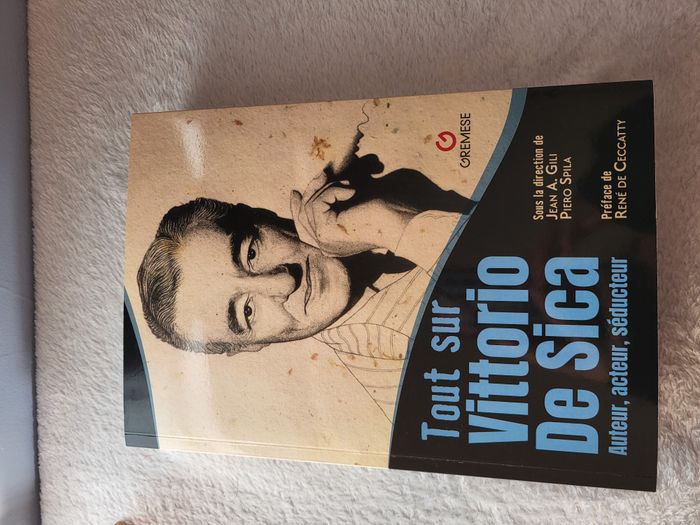 GREMESE
Tout sur
Vittorio
De Sica
Auteur, acteur, séducteur
Sous la direction de
JEAN A. GILI
PIERO SPILA
Préface de
RENÉ DE CECCATTY